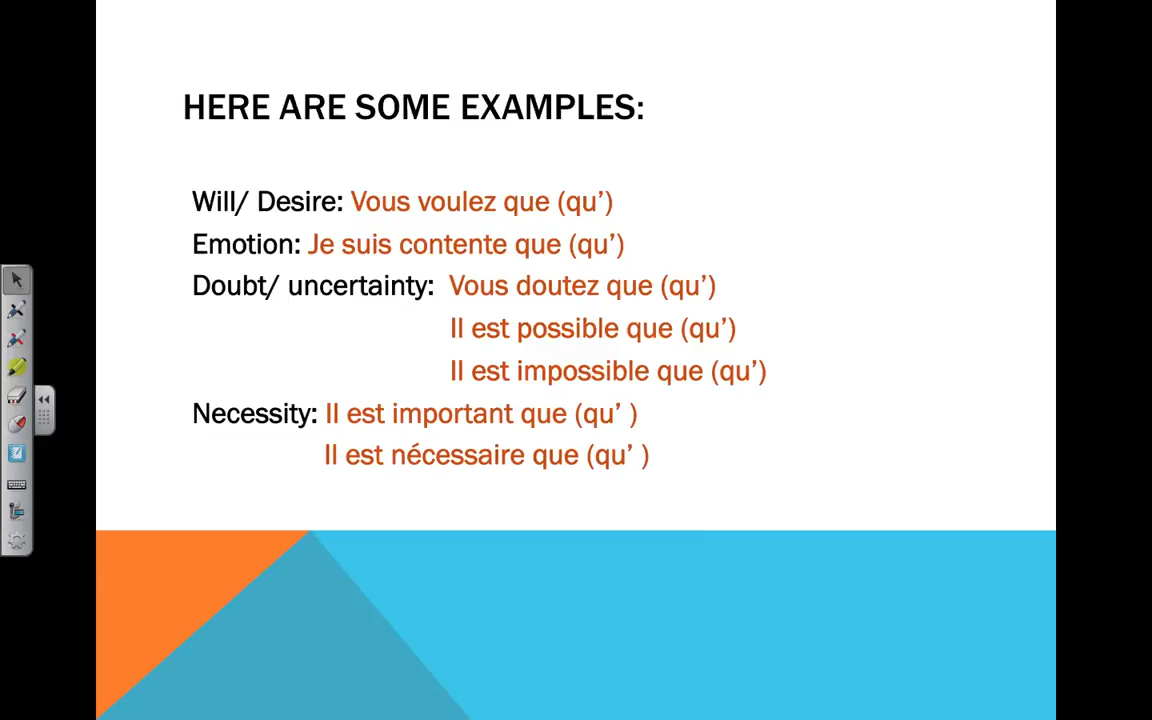 HERE ARE SOME EXAMPLES:
Will/ Desire: Vous voulez que (qu’)
Emotion: Je suis contente que (qu’)
Doubt/ uncertainty: Vous doutez que (qu’)
Il est possible que (qu’)
Il est impossible que (qu’)
Necessity: Il est important que (qu’ )
Il est nécessaire que (qu’ )